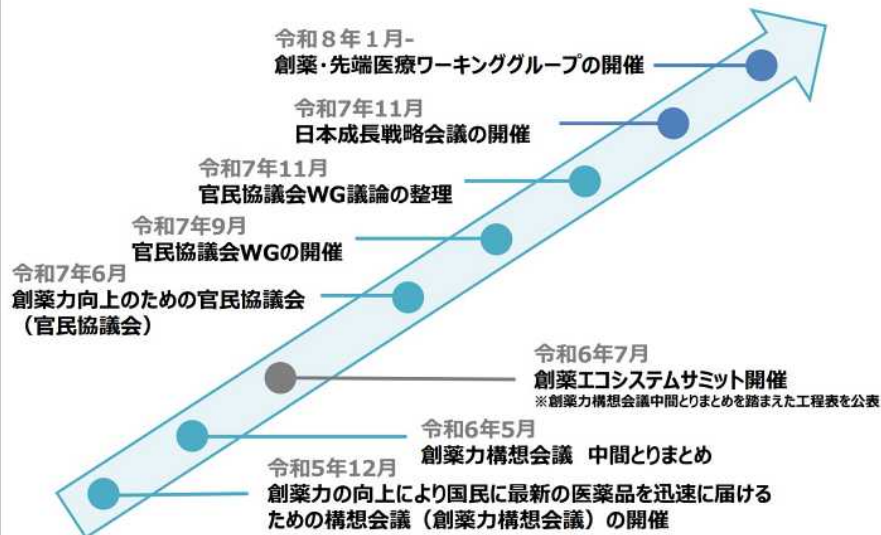 令和８年１月-
創薬・先端医療ワーキンググループの開催
令和7年11月
日本成長戦略会議の開催
令和7年11月
官民協議会WG議論の整理
令和7年9月
官民協議会WGの開催
令和7年6月
創薬力向上のための官民協議会
（官民協議会）
令和6年7月
創薬エコシステムサミット開催
※創薬力構想会議中間とりまとめを踏まえた工程表を公表
令和6年5月
創薬力構想会議 中間とりまとめ
令和5年12月
創薬力の向上により国民に最新の医薬品を迅速に届ける
ための構想会議（創薬力構想会議）の開催